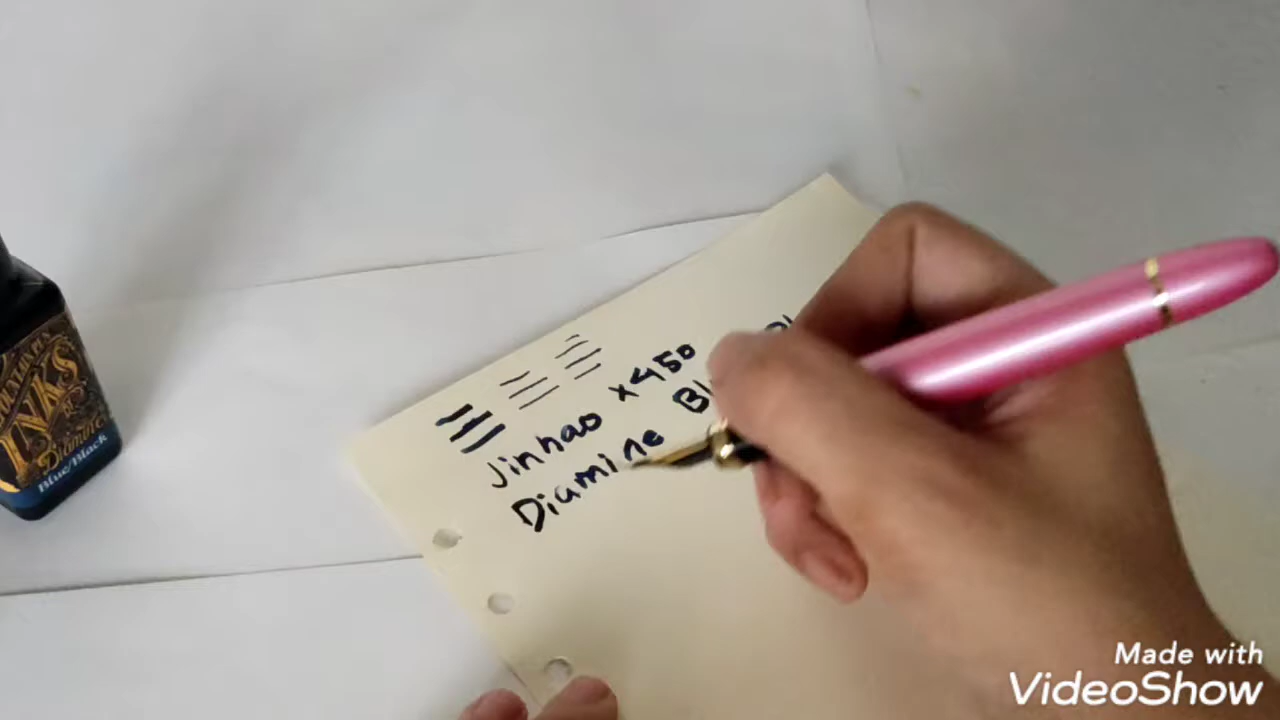 Jinhao x450
Diamine Bl
INKS
Diamine
Blue/Black
Made with
VideoShow